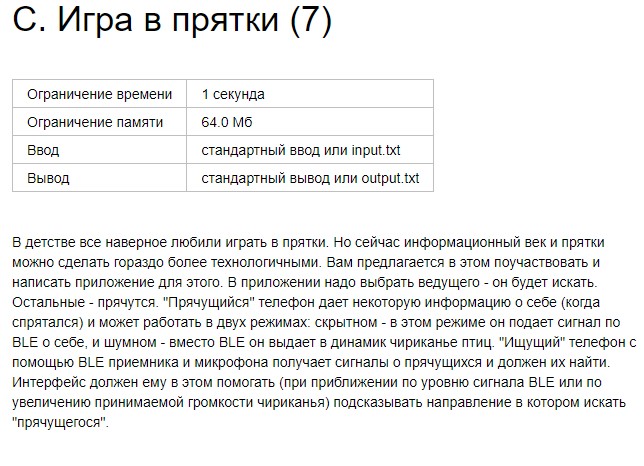 С. Игра в прятки (7)
Ограничение времени 1 секунда
Ограничение памяти 64.0 Мб
Ввод стандартный ввод или input.txt
Вывод стандартный вывод или output.txt
В детстве все наверное любили играть в прятки. Но сейчас информационный век и прятки
можно сделать гораздо более технологичными. Вам предлагается в этом поучаствовать и
написать приложение для этого. В приложении надо выбрать ведущего - он будет искать.
Остальные - прячутся. "Прячущийся" телефон дает некоторую информацию о себе (когда
спрятался) и может работать в двух режимах: скрытном - в этом режиме он подает сигнал по
BLE о себе, и шумном - вместо BLE он выдает в динамик чириканье птиц. "Ищущий" телефон с
помощью BLE приемника и микрофона получает сигналы о прячущихся и должен их найти.
Интерфейс должен ему в этом помогать (при приближении по уровню сигнала BLE или по
увеличению принимаемой громкости чириканья) подсказывать направление в котором искать
"прячущегося".